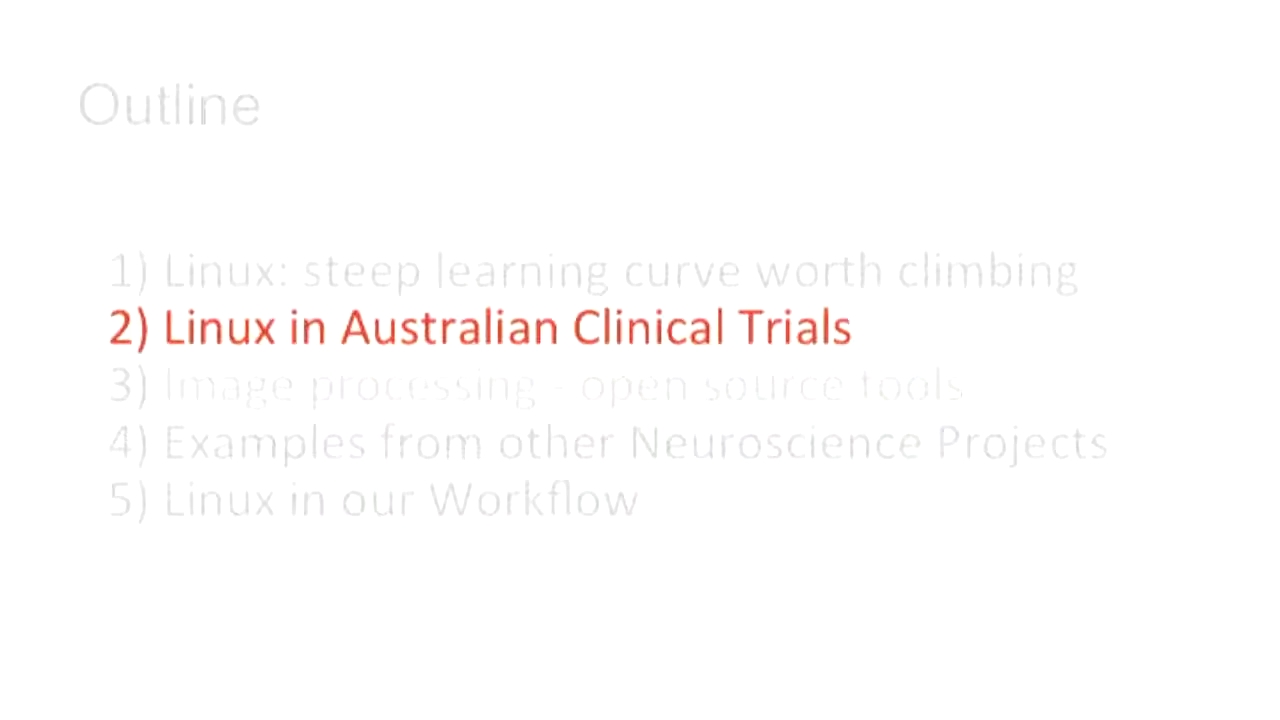 Outline
1) Linux: steep learning curve worth climbing
2) Linux in Australian Clinical Trials
3) Image processing - open source tools
4) Examples from other Neuroscience Projects
5) Linux in our Workflow